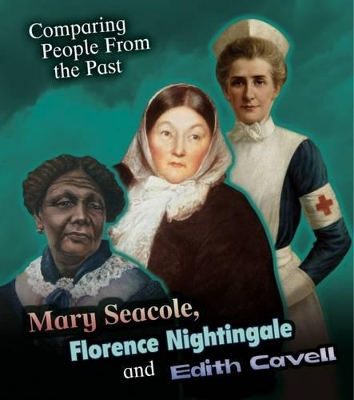 Comparing
People From
the Past
Mary Seacole,
Florence Nightingale
and Edith Cavell